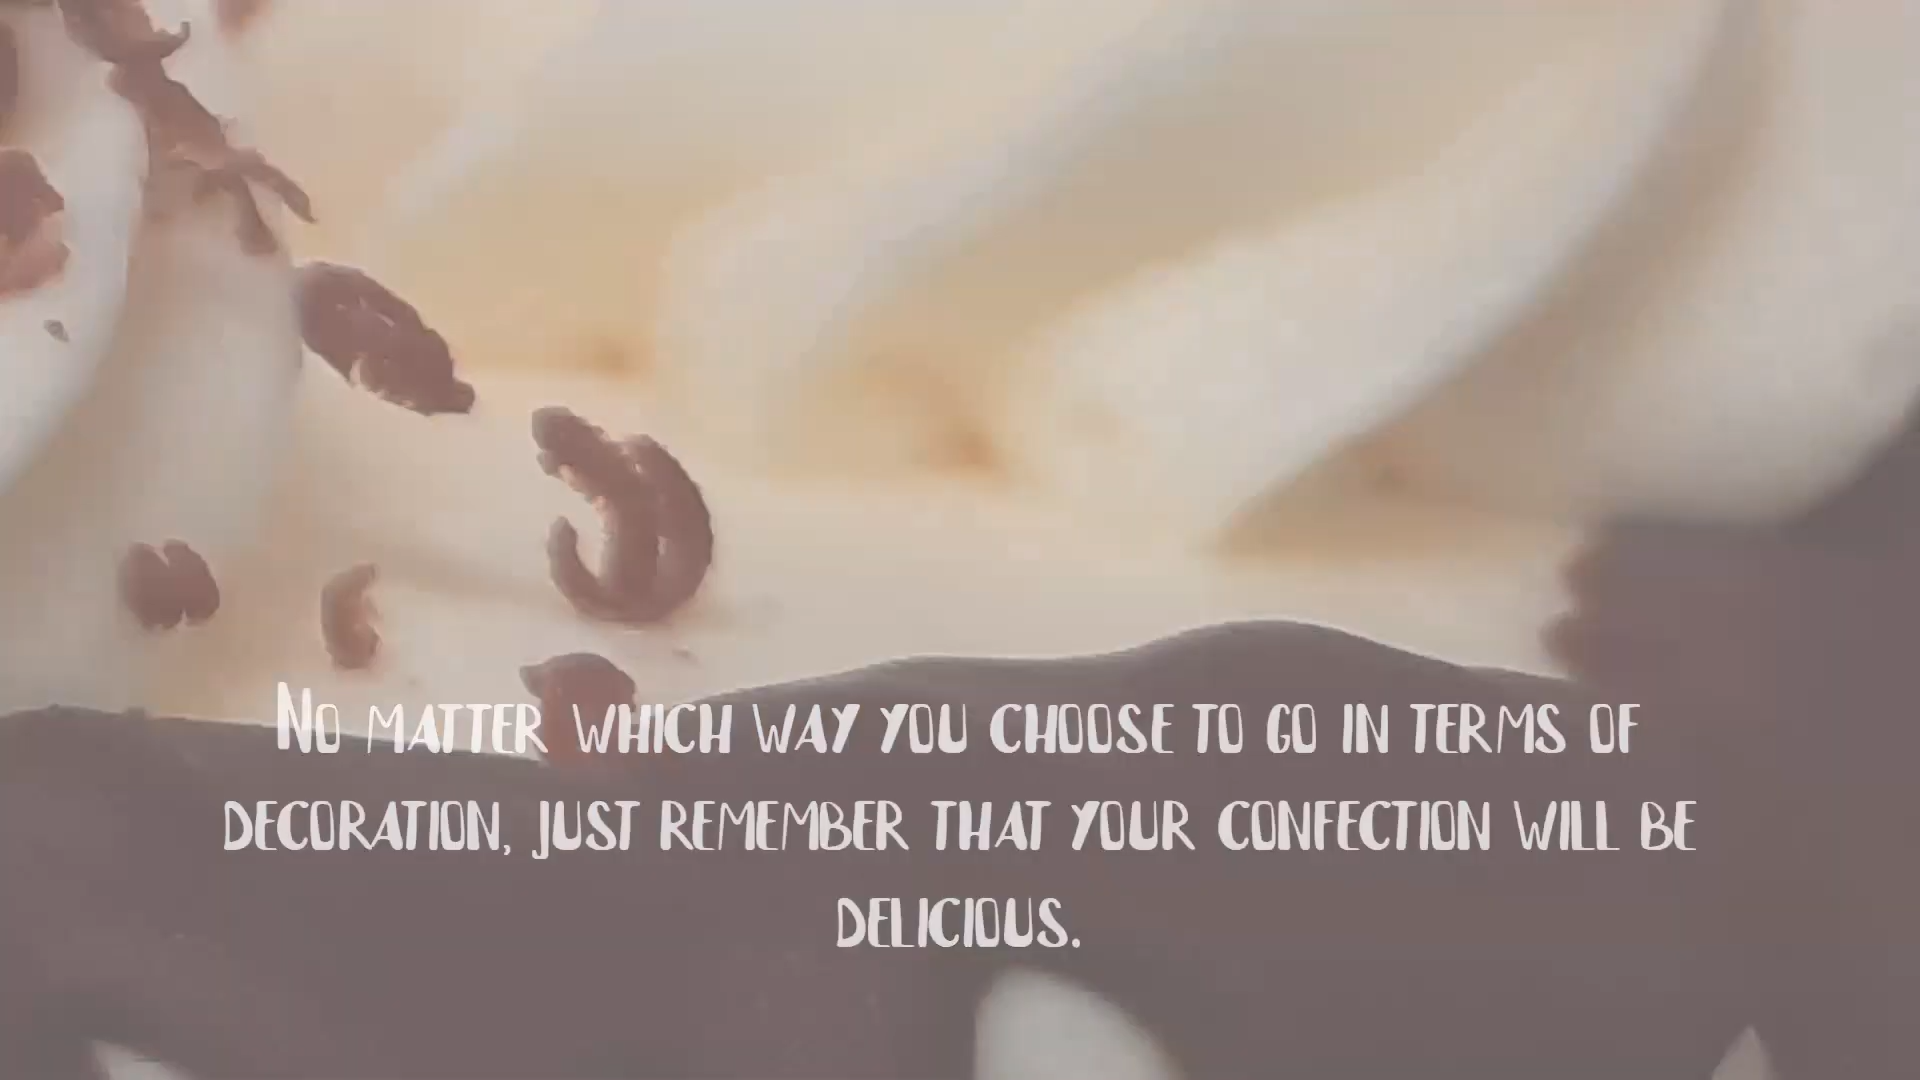 No matter which way you choose to go in terms of
decoration, just remember that your confection will be
delicious.